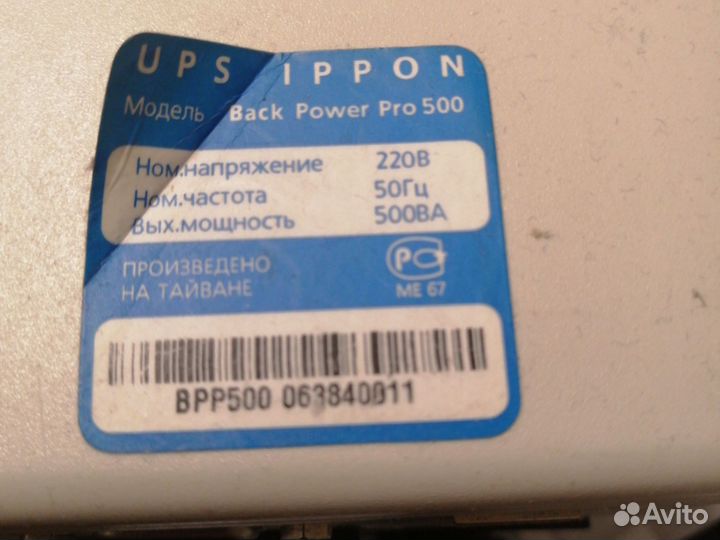 UPS IPPON
Модель Back Power Pro 500
Ном.напряжение 220В
Ном.частота 50Гц
Вых.мощность 500ВА
ПРОИЗВЕДЕНО
НА ТАЙВАНЕ
РС
МЕ 67
BPP500 063840011
Avito